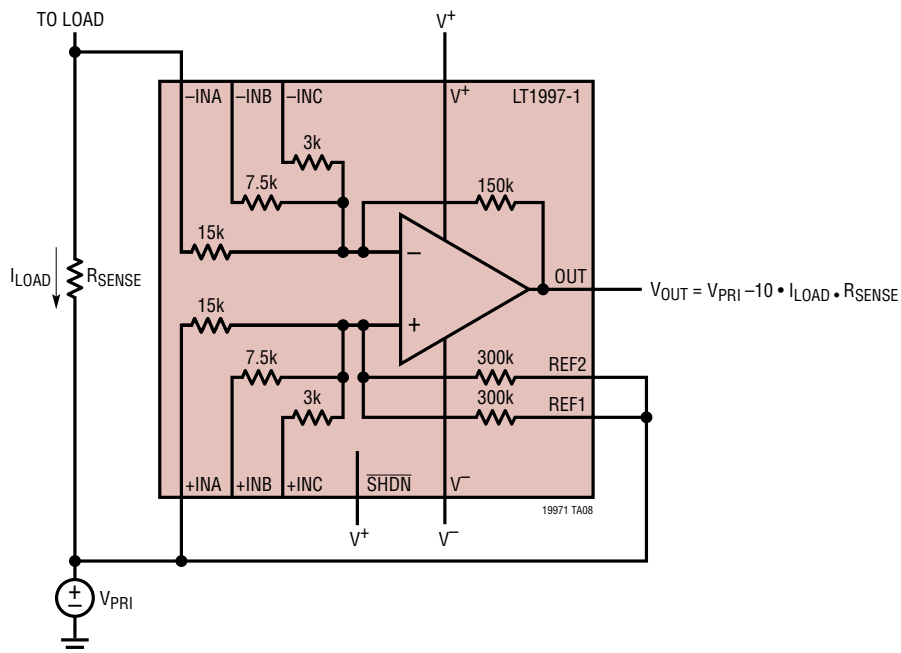 TO LOAD
V⁺
–INA –INB –INC V⁺ LT1997-1
3k
7.5k
150k
15k
–
ILOAD RSENSE
OUT
VOUT = VPRI –10 • ILOAD • RSENSE
15k
+
7.5k
300k
REF2
3k
300k
REF1
+INA +INB +INC SHDN V⁻
19971 TA08
V⁺ V⁻
+
–
VPRI